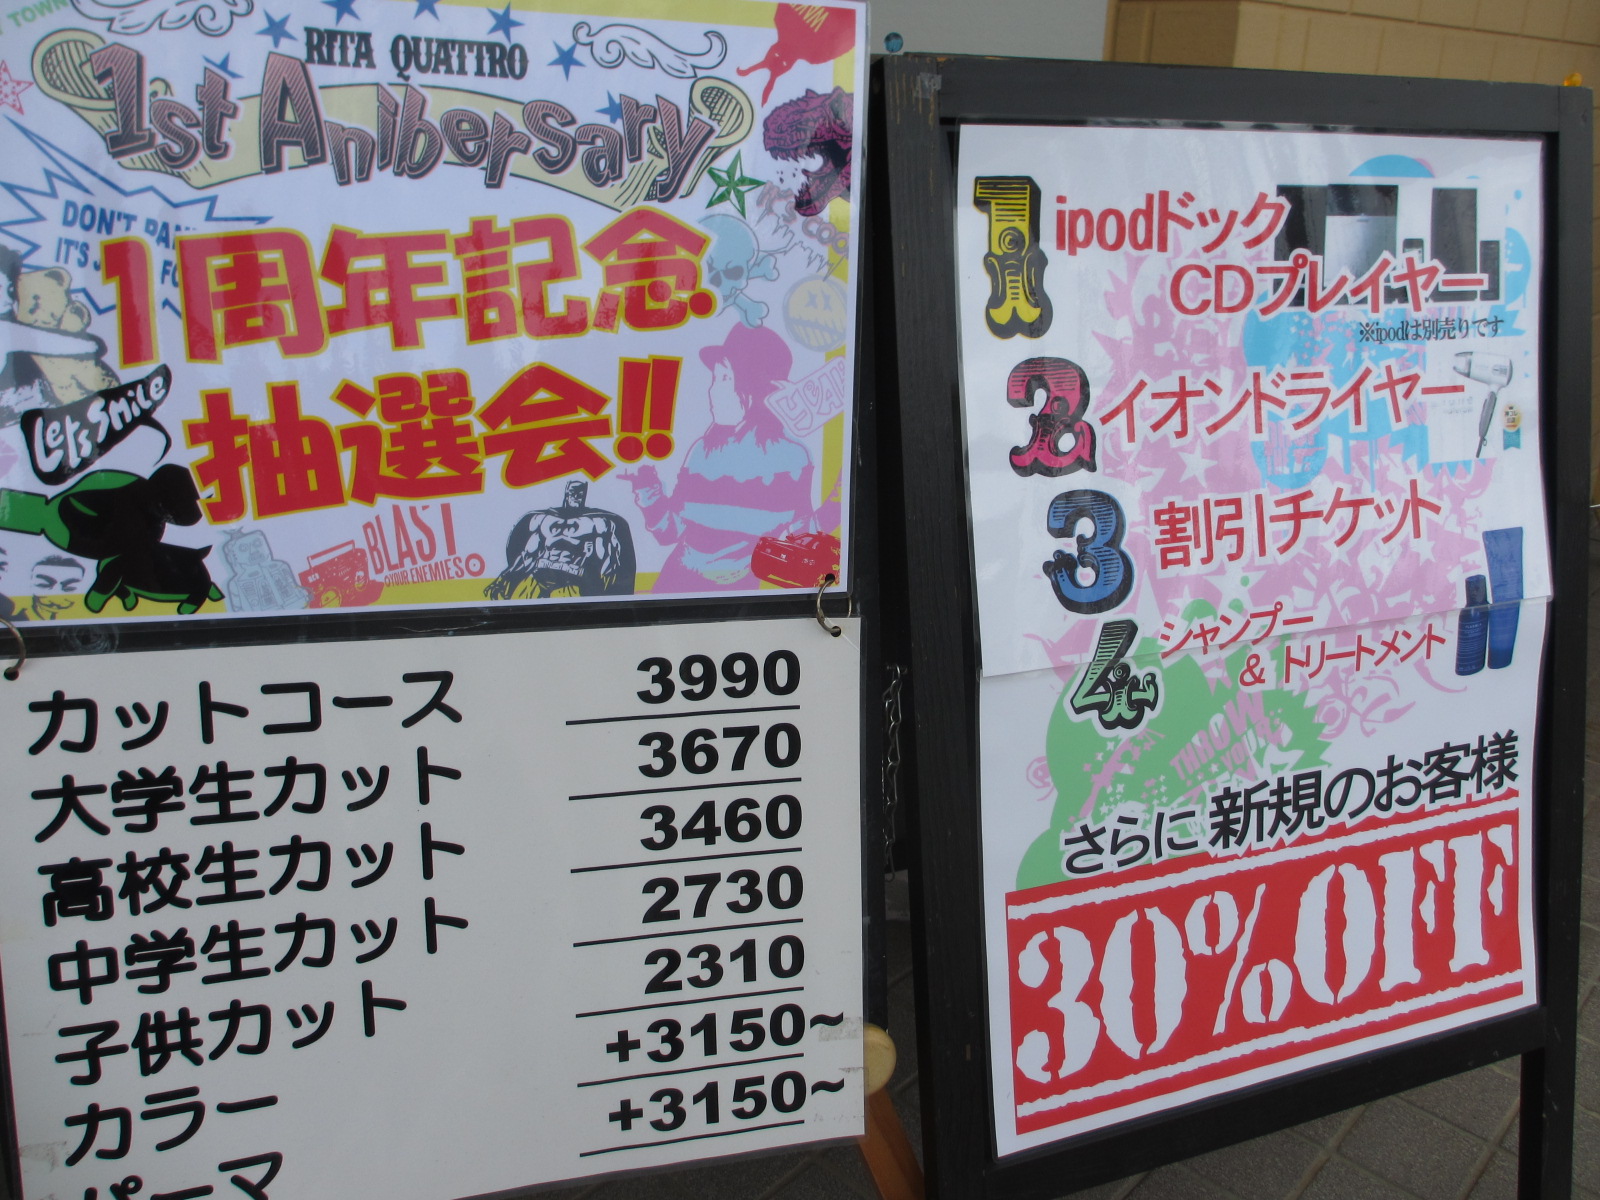 RITA QUATTRO
1st Anibersary
DON'T
IT'S
1周年記念
抽選会!!
Let's Smile
YEAH
BLAST
YOUR ENEMIES
カットコース 3990
大学生カット 3670
高校生カット 3460
中学生カット 2730
子供カット 2310
カラー +3150~
パーマ +3150~
1 ipodドック
CDプレイヤー
※ipodは別売りです
2 イオンドライヤー
3 割引チケット
4 シャンプー
& トリートメント
THROW
さらに 新規のお客様
30%OFF